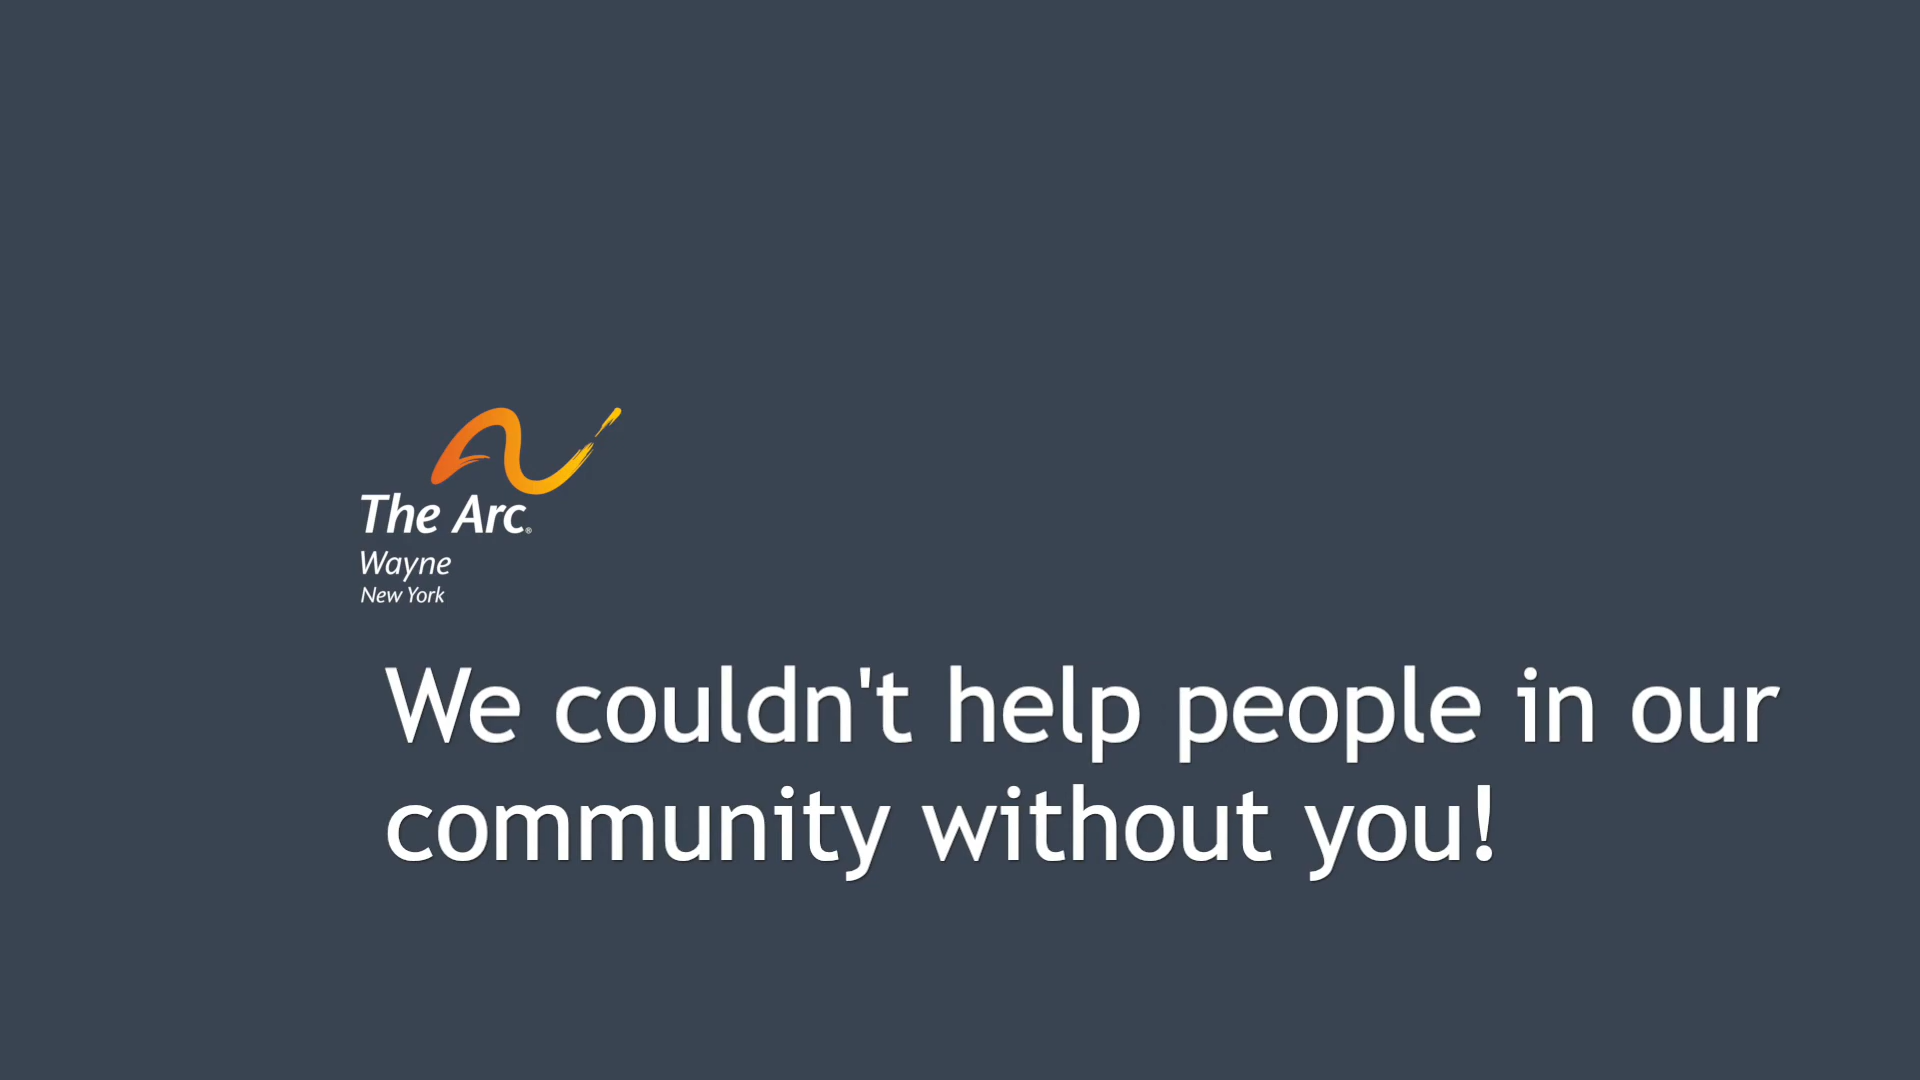 The Arc®
Wayne
New York
We couldn't help people in our
community without you!